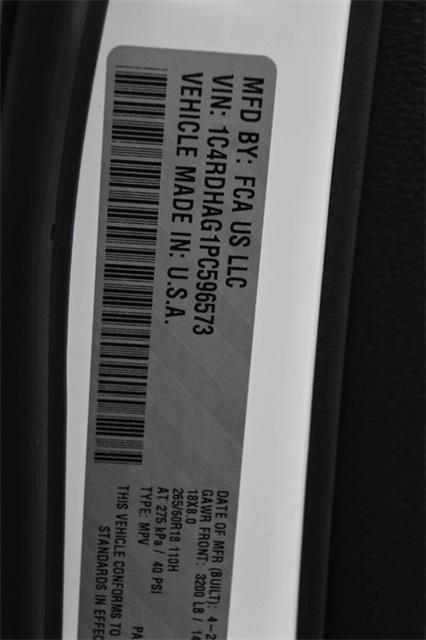 MFD BY: FCA US LLC
VIN: 1C4RDHAG1PC596573
VEHICLE MADE IN: U.S.A.
DATE OF MFR (BUILT): 4-2
GAWR FRONT: 3200 LB / 14
18X8.0
265/60R18 110H
AT 275 kPa / 40 PSI
TYPE: MPV PA
THIS VEHICLE CONFORMS TO
STANDARDS IN EFFEC